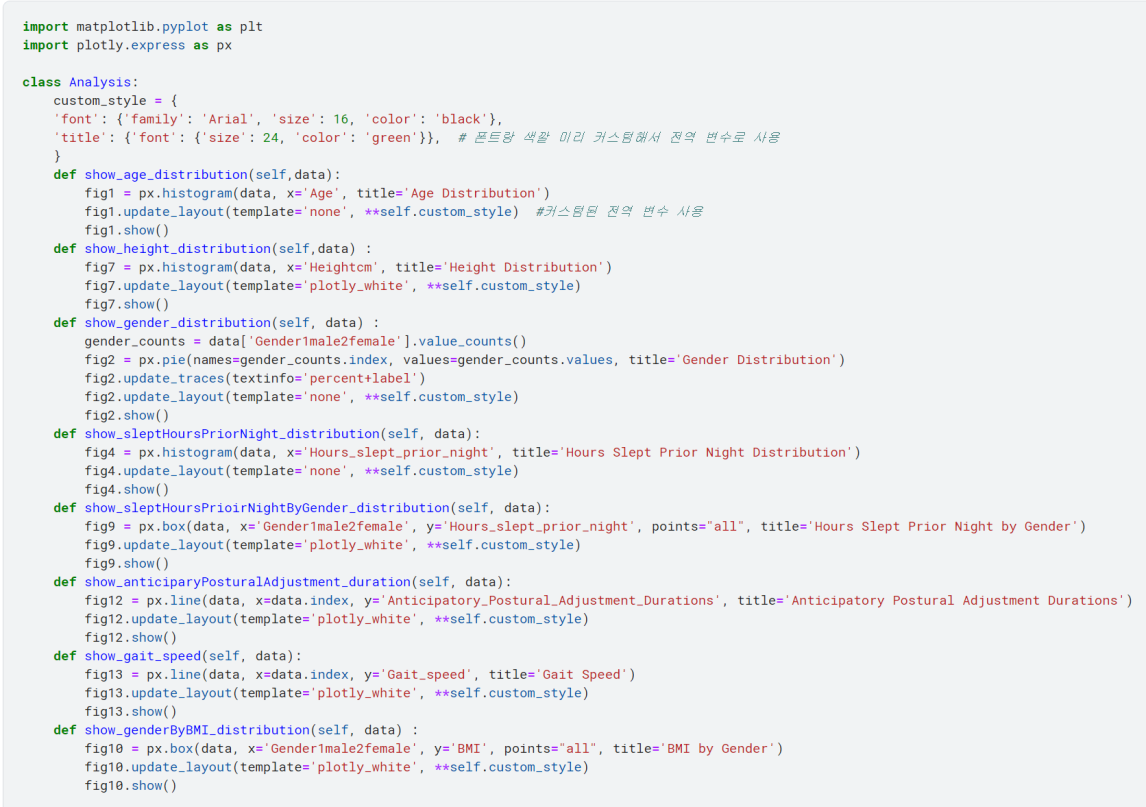 import matplotlib.pyplot as plt
import plotly.express as px
class Analysis:
    custom_style = {
    'font': {'family': 'Arial', 'size': 16, 'color': 'black'},
    'title': {'font': {'size': 24, 'color': 'green'}},  # 폰트랑 색깔 미리 커스텀해서 전역 변수로 사용
    }
    def show_age_distribution(self,data):
        fig1 = px.histogram(data, x='Age', title='Age Distribution')
        fig1.update_layout(template='none', **self.custom_style)  #커스텀된 전역 변수 사용
        fig1.show()
    def show_height_distribution(self,data) :
        fig7 = px.histogram(data, x='Heightcm', title='Height Distribution')
        fig7.update_layout(template='plotly_white', **self.custom_style)
        fig7.show()
    def show_gender_distribution(self, data) :
        gender_counts = data['Gender1male2female'].value_counts()
        fig2 = px.pie(names=gender_counts.index, values=gender_counts.values, title='Gender Distribution')
        fig2.update_traces(textinfo='percent+label')
        fig2.update_layout(template='none', **self.custom_style)
        fig2.show()
    def show_sleptHoursPriorNight_distribution(self, data):
        fig4 = px.histogram(data, x='Hours_slept_prior_night', title='Hours Slept Prior Night Distribution')
        fig4.update_layout(template='none', **self.custom_style)
        fig4.show()
    def show_sleptHoursPrioirNightByGender_distribution(self, data):
        fig9 = px.box(data, x='Gender1male2female', y='Hours_slept_prior_night', points="all", title='Hours Slept Prior Night by Gender')
        fig9.update_layout(template='plotly_white', **self.custom_style)
        fig9.show()
    def show_anticiparyPosturalAdjustment_duration(self, data):
        fig12 = px.line(data, x=data.index, y='Anticipatory_Postural_Adjustment_Durations', title='Anticipatory Postural Adjustment Durations')
        fig12.update_layout(template='plotly_white', **self.custom_style)
        fig12.show()
    def show_gait_speed(self, data):
        fig13 = px.line(data, x=data.index, y='Gait_speed', title='Gait Speed')
        fig13.update_layout(template='plotly_white', **self.custom_style)
        fig13.show()
    def show_genderByBMI_distribution(self, data) :
        fig10 = px.box(data, x='Gender1male2female', y='BMI', points="all", title='BMI by Gender')
        fig10.update_layout(template='plotly_white', **self.custom_style)
        fig10.show()